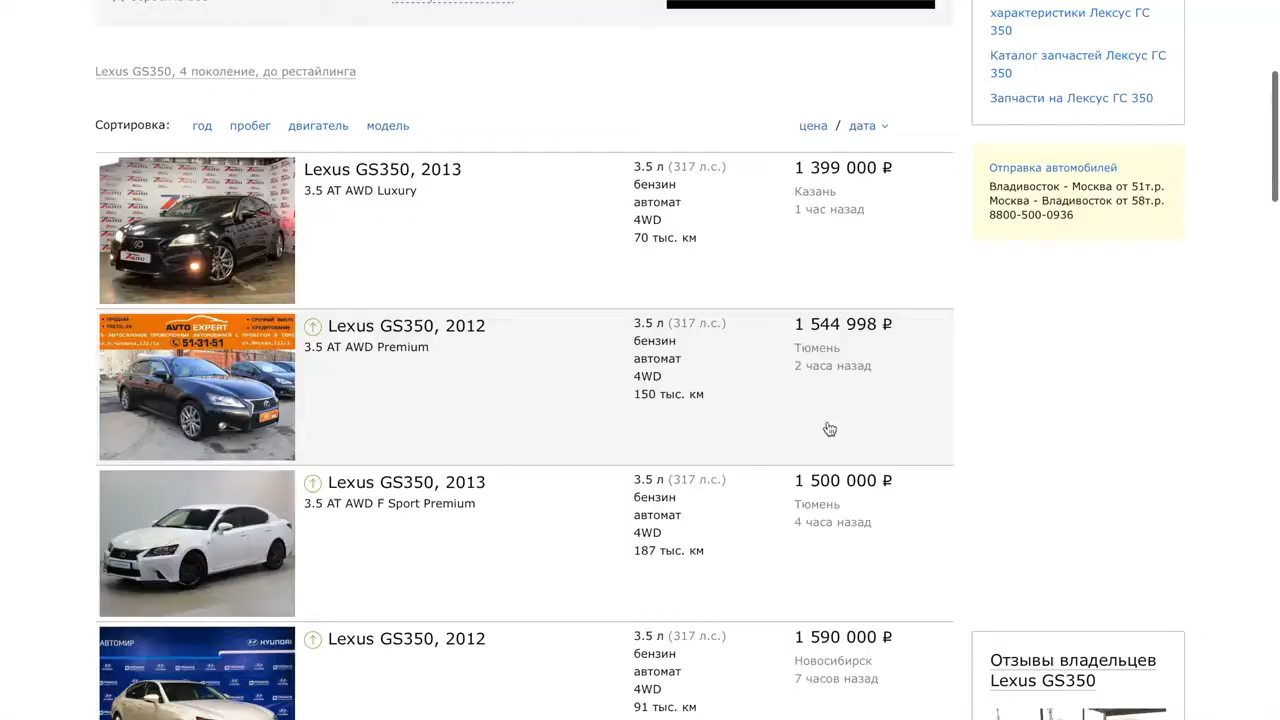 характеристики Лексус ГС
350
Каталог запчастей Лексус ГС
350
Запчасти на Лексус ГС 350
Lexus GS350, 4 поколение, до рестайлинга
Сортировка: год пробег двигатель модель цена / дата
Отправка автомобилей
Владивосток - Москва от 51т.р.
Москва - Владивосток от 58т.р.
8800-500-0936
Lexus GS350, 2013
3.5 AT AWD Luxury
3.5 л (317 л.с.)
бензин
автомат
4WD
70 тыс. км
1 399 000 ₽
Казань
1 час назад
AVTO EXPERT
51-31-51
Lexus GS350, 2012
3.5 AT AWD Premium
3.5 л (317 л.с.)
бензин
автомат
4WD
150 тыс. км
1 544 998 ₽
Тюмень
2 часа назад
Lexus GS350, 2013
3.5 AT AWD F Sport Premium
3.5 л (317 л.с.)
бензин
автомат
4WD
187 тыс. км
1 500 000 ₽
Тюмень
4 часа назад
АВТОМИР
HYUNDAI
Lexus GS350, 2012
3.5 л (317 л.с.)
бензин
автомат
4WD
91 тыс. км
1 590 000 ₽
Новосибирск
7 часов назад
Отзывы владельцев
Lexus GS350